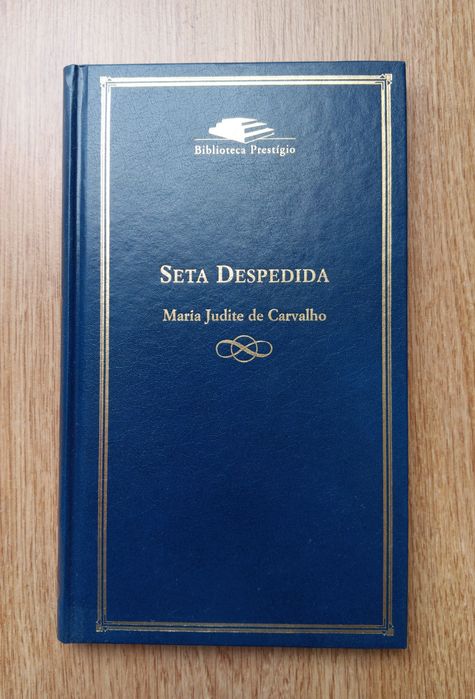 Biblioteca Prestígio
SETA DESPEDIDA
Maria Judite de Carvalho